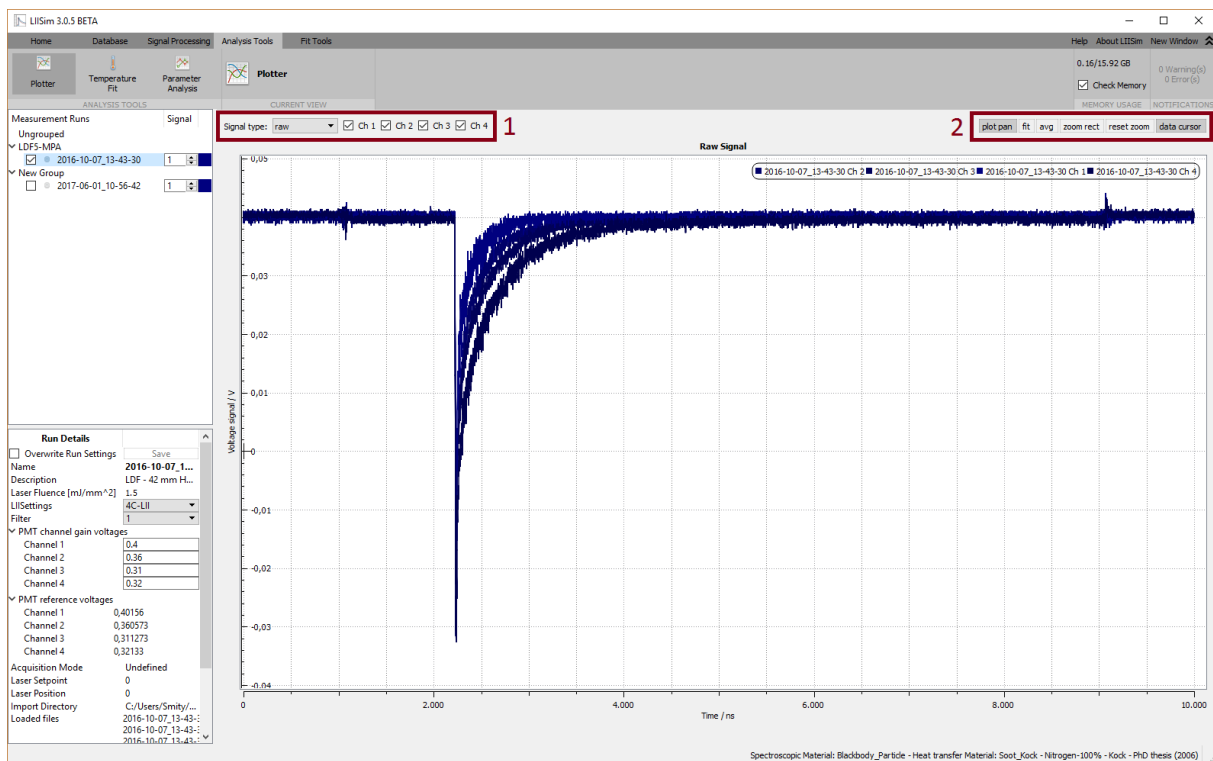 LIISim 3.0.5 BETA
Home Database Signal Processing Analysis Tools Fit Tools Help About LIISim New Window
Plotter
Temperature Fit
Parameter Analysis
ANALYSIS TOOLS
Plotter
CURRENT VIEW
0.16/15.92 GB
Check Memory
MEMORY USAGE
0 Warning(s)
0 Error(s)
NOTIFICATIONS
Measurement Runs Signal
Ungrouped
LDF5-MPA
2016-10-07_13-43-30 1
New Group
2017-06-01_10-56-42 1
Signal type: raw Ch 1 Ch 2 Ch 3 Ch 4 1
2 plot pan fit avg zoom rect reset zoom data cursor
Raw Signal
2016-10-07_13-43-30 Ch 2 2016-10-07_13-43-30 Ch 3 2016-10-07_13-43-30 Ch 1 2016-10-07_13-43-30 Ch 4
0,05
0,03
0,02
0,01
0
-0,01
-0,02
-0,03
-0,04
Voltage signal / V
0 2.000 4.000 6.000 8.000 10.000
Time / ns
Run Details
Overwrite Run Settings Save
Name 2016-10-07_1...
Description LDF - 42 mm H...
Laser Fluence [mJ/mm^2] 1.5
LIISettings 4C-LII
Filter 1
PMT channel gain voltages
Channel 1 0.4
Channel 2 0.36
Channel 3 0.31
Channel 4 0.32
PMT reference voltages
Channel 1 0,40156
Channel 2 0,360573
Channel 3 0,311273
Channel 4 0,32133
Acquisition Mode Undefined
Laser Setpoint 0
Laser Position 0
Import Directory C:/Users/Smity/...
Loaded files 2016-10-07_13-43-3
2016-10-07_13-43-3
2016-10-07_13-43-3
Spectroscopic Material: Blackbody_Particle - Heat transfer Material: Soot_Kock - Nitrogen-100% - Kock - PhD thesis (2006)